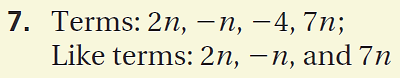 7. Terms: 2n, −n, −4, 7n;
Like terms: 2n, −n, and 7n